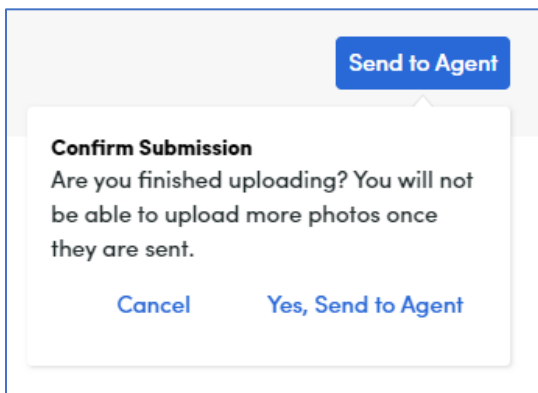 Send to Agent
Confirm Submission
Are you finished uploading? You will not
be able to upload more photos once
they are sent.
Cancel Yes, Send to Agent